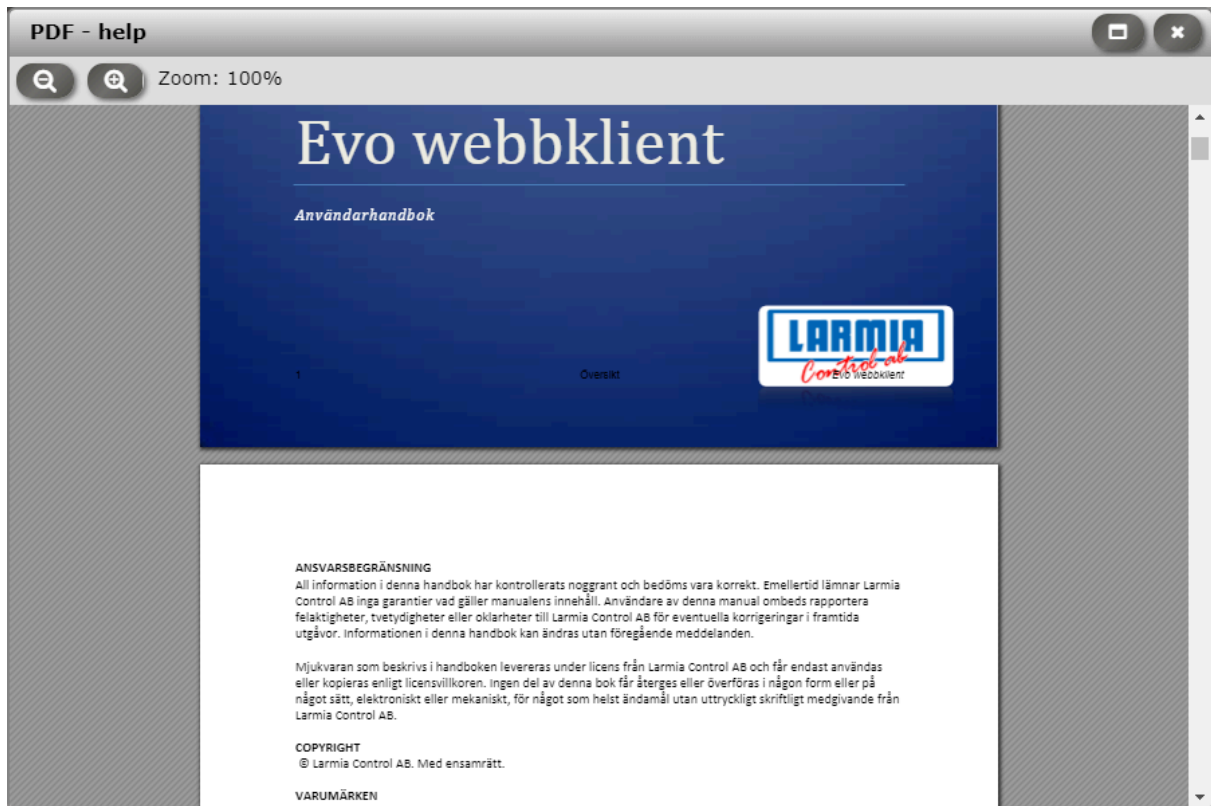 PDF - help
Zoom: 100%
Evo webbklient
Användarhandbok
LARMIA
Control ab
1 Översikt Evo webbklient
ANSVARSBEGRÄNSNING
All information i denna handbok har kontrollerats noggrant och bedöms vara korrekt. Emellertid lämnar Larmia
Control AB inga garantier vad gäller manualens innehåll. Användare av denna manual ombeds rapportera
felaktigheter, tvetydigheter eller oklarheter till Larmia Control AB för eventuella korrigeringar i framtida
utgåvor. Informationen i denna handbok kan ändras utan föregående meddelanden.
Mjukvaran som beskrivs i handboken levereras under licens från Larmia Control AB och får endast användas
eller kopieras enligt licensvillkoren. Ingen del av denna bok får återges eller överföras i någon form eller på
något sätt, elektroniskt eller mekaniskt, för något som helst ändamål utan uttryckligt skriftligt medgivande från
Larmia Control AB.
COPYRIGHT
© Larmia Control AB. Med ensamrätt.
VARUMÄRKEN